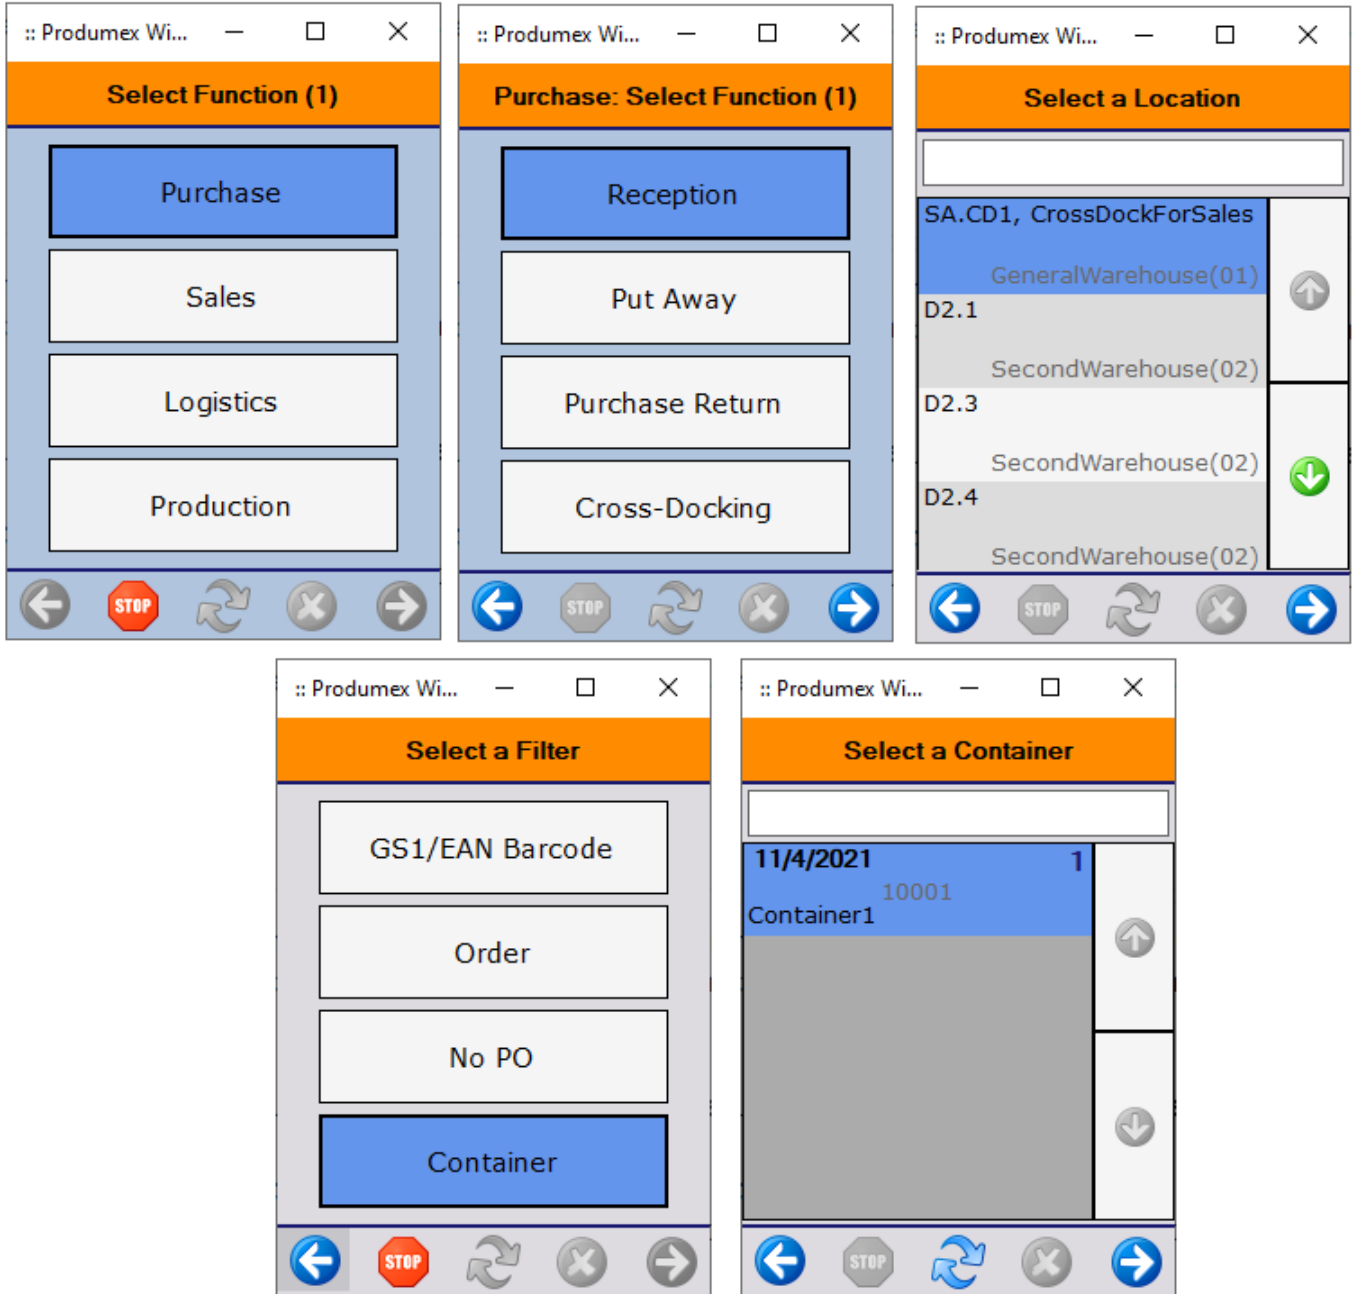 :: Produmex Wi...
Select Function (1)
Purchase
Sales
Logistics
Production
STOP
:: Produmex Wi...
Purchase: Select Function (1)
Reception
Put Away
Purchase Return
Cross-Docking
STOP
:: Produmex Wi...
Select a Location
SA.CD1, CrossDockForSales
GeneralWarehouse(01)
D2.1
SecondWarehouse(02)
D2.3
SecondWarehouse(02)
D2.4
SecondWarehouse(02)
STOP
:: Produmex Wi...
Select a Filter
GS1/EAN Barcode
Order
No PO
Container
STOP
:: Produmex Wi...
Select a Container
11/4/2021 1
10001
Container1
STOP